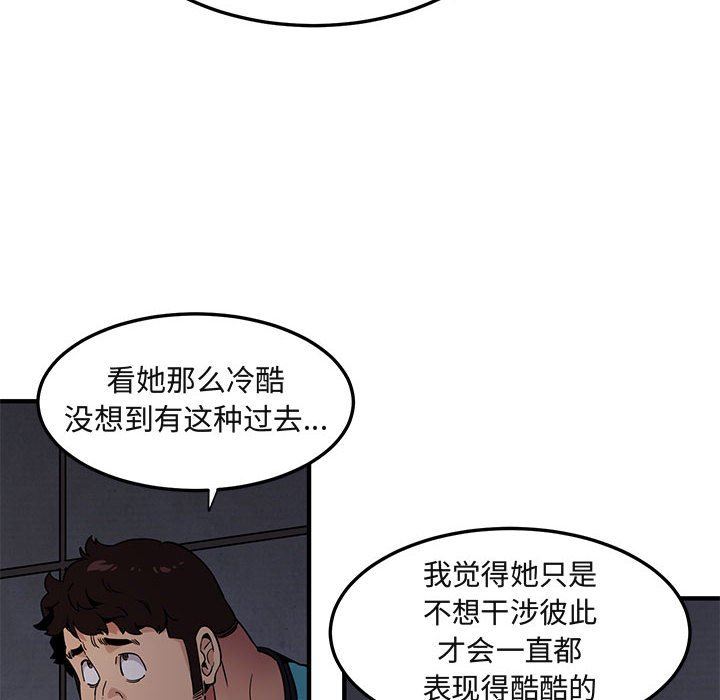 看她那么冷酷
没想到有这种过去...
我觉得她只是
不想干涉彼此
才会一直都
表现得酷酷的